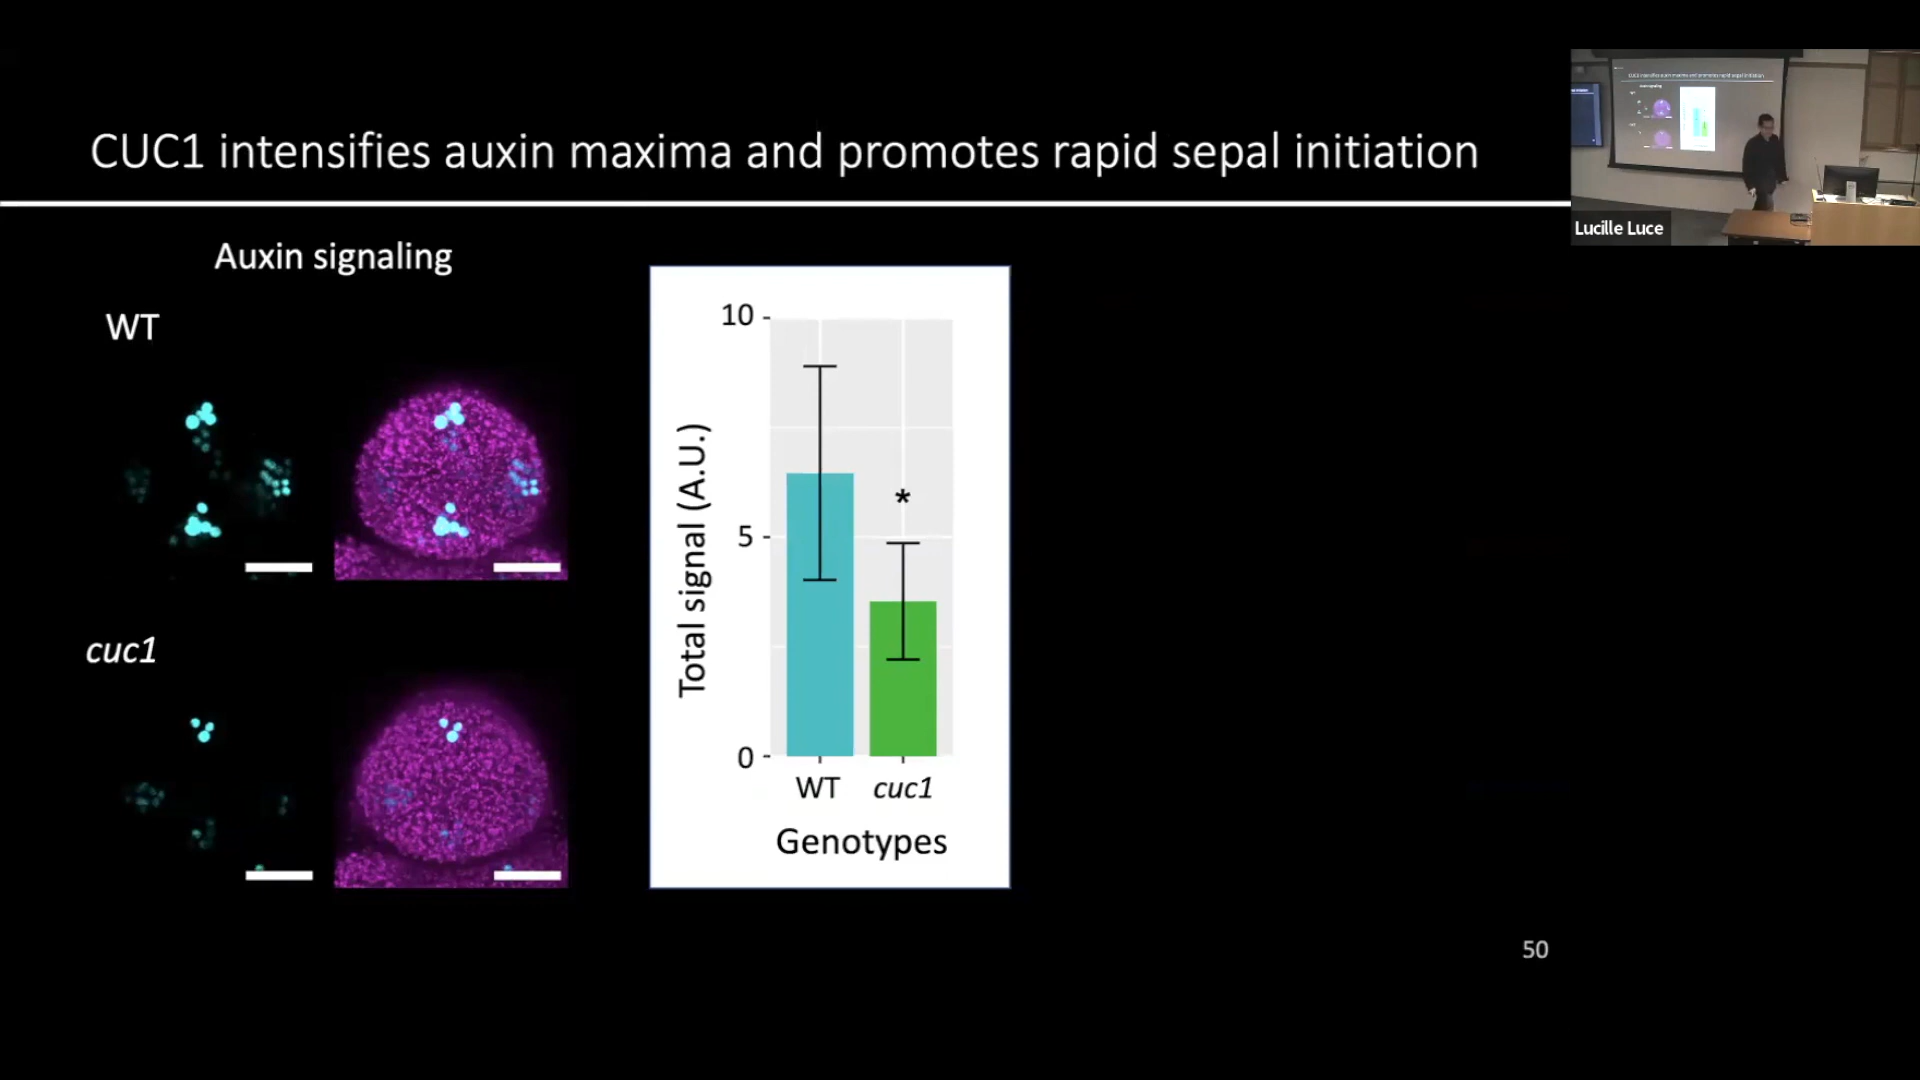 CUC1 intensifies auxin maxima and promotes rapid sepal initiation
Lucille Luce
Auxin signaling
WT
cuc1
10
5
0
Total signal (A.U.)
*
WT
cuc1
Genotypes
50